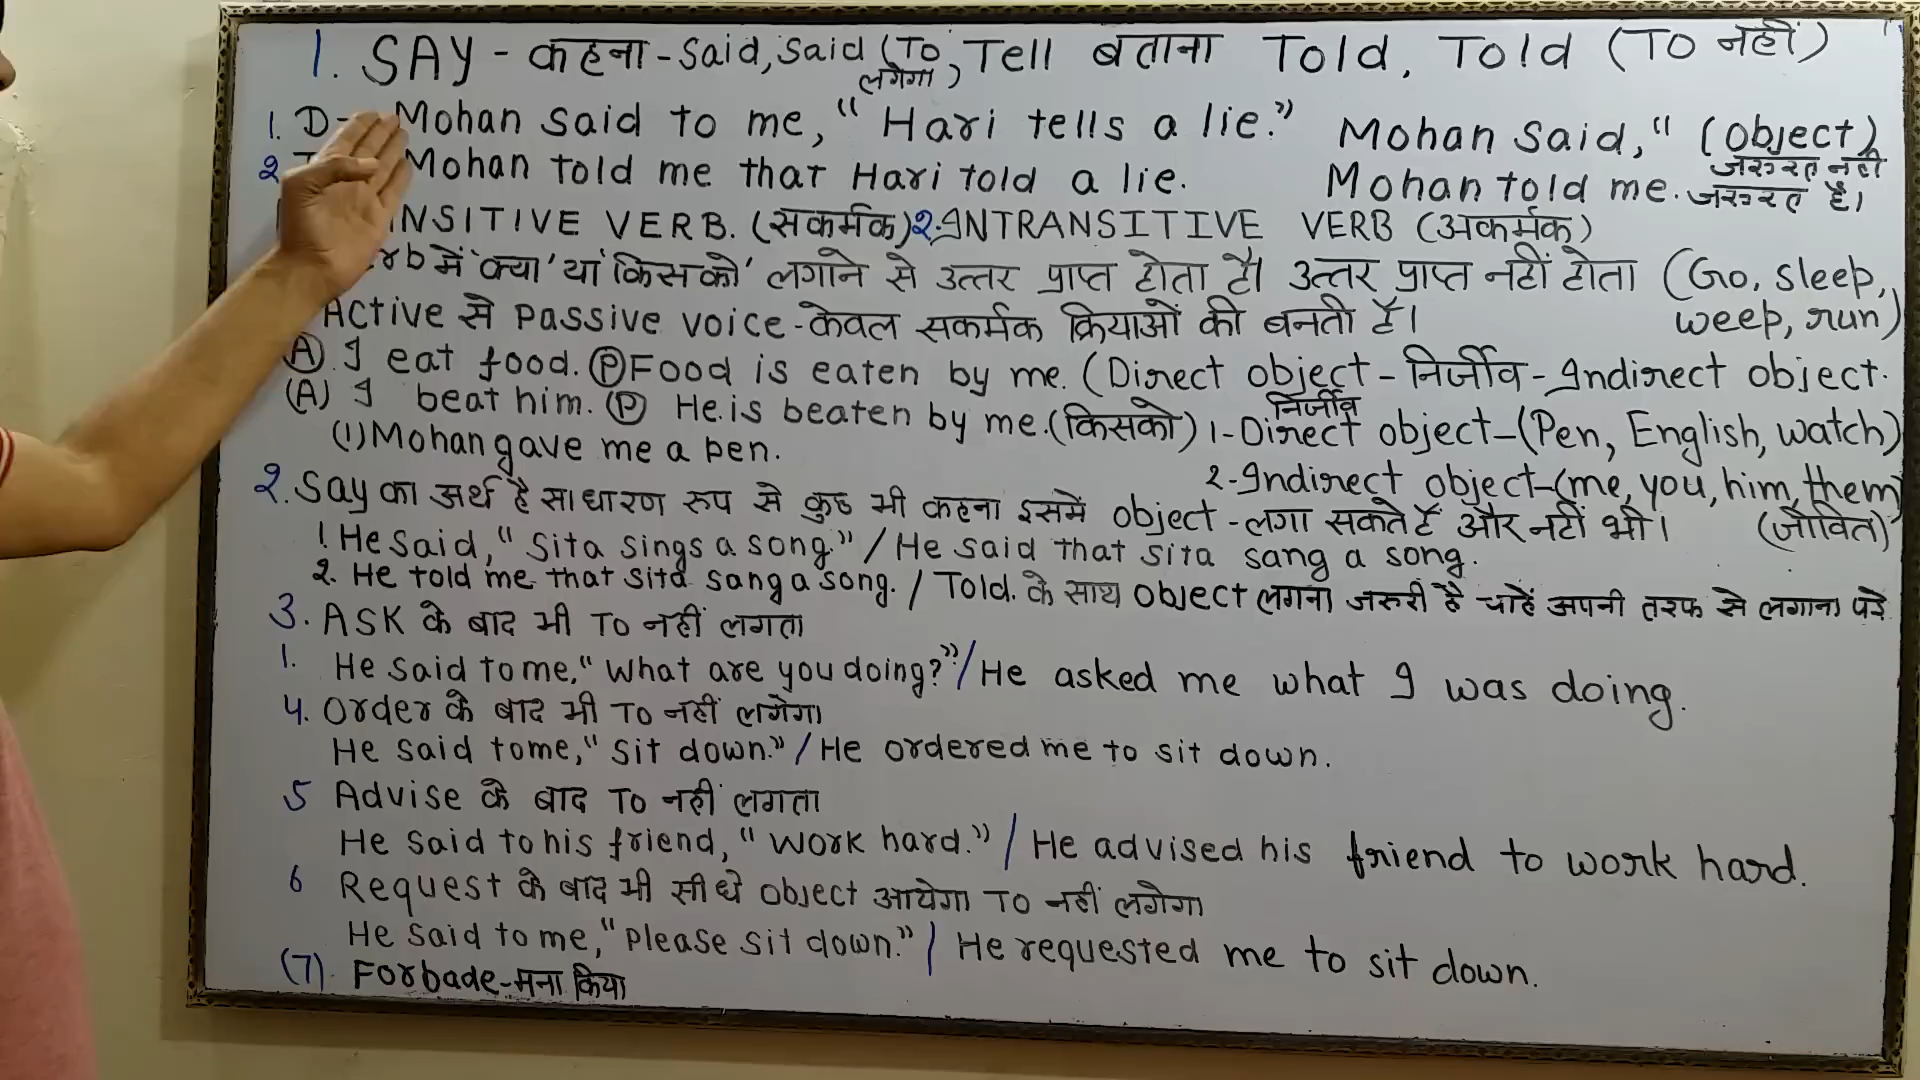 1. SAY - कहना - Said, Said (TO लगेगा), Tell बताना Told, Told (TO नहीं)
1. D- Mohan said to me, "Hari tells a lie." Mohan said," (object) जरूरत नहीं
2 Mohan told me that Hari told a lie. Mohan told me. जरूरत है।
NSITIVE VERB. (सकर्मक) 2. INTRANSITIVE VERB (अकर्मक)
rb में 'क्या' या 'किसको' लगाने से उत्तर प्राप्त होता है। उत्तर प्राप्त नहीं होता (Go, sleep, weep, run)
Active से Passive voice - केवल सकर्मक क्रियाओं की बनती है।
(A) I eat food. (P) Food is eaten by me. (Direct object - निर्जीव - Indirect object.
(A) I beat him. (P) He is beaten by me. (किसको) 1- Direct object - (Pen, English, watch) निर्जीव
(1) Mohan gave me a pen.
2- Indirect object - (me, you, him, them) (जीवित)
2. Say का अर्थ है साधारण रूप से कुछ भी कहना इसमें object - लगा सकते हैं और नहीं भी।
1 He said, "Sita sings a song." / He said that sita sang a song.
2. He told me that sita sang a song. / Told. के साथ object लगना जरुरी है चाहें अपनी तरफ से लगाना पड़े
3. ASK के बाद भी TO नहीं लगता
1. He said to me, "What are you doing?" / He asked me what I was doing.
4. Order के बाद भी TO नहीं लगेगा
He said to me, "Sit down." / He ordered me to sit down.
5 Advise के बाद TO नहीं लगता
He said to his friend, "Work hard." / He advised his friend to work hard.
6 Request के बाद भी सीधे object आयेगा TO नहीं लगेगा
He said to me, "Please sit down." / He requested me to sit down.
(7) Forbade - मना किया